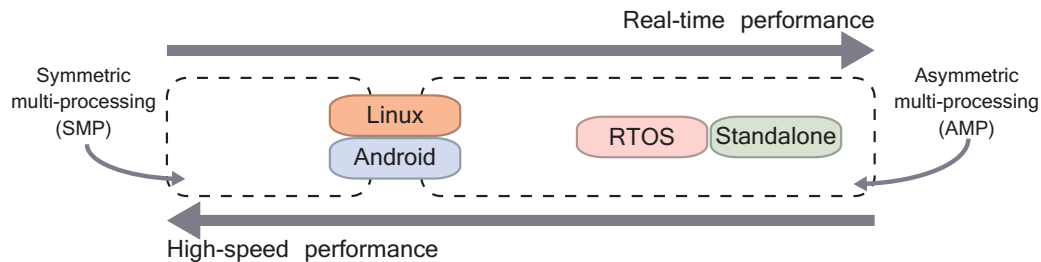 Real-time performance
Symmetric
multi-processing
(SMP)
Linux
Android
RTOS
Standalone
Asymmetric
multi-processing
(AMP)
High-speed performance